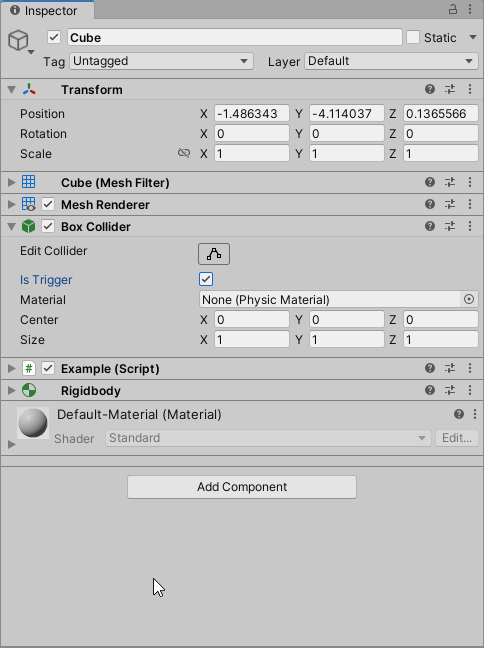 Inspector
Cube Static
Tag Untagged Layer Default
Transform
Position X -1.486343 Y -4.114037 Z 0.1365566
Rotation X 0 Y 0 Z 0
Scale X 1 Y 1 Z 1
Cube (Mesh Filter)
Mesh Renderer
Box Collider
Edit Collider
Is Trigger
Material None (Physic Material)
Center X 0 Y 0 Z 0
Size X 1 Y 1 Z 1
# Example (Script)
Rigidbody
Default-Material (Material)
Shader Standard Edit...
Add Component